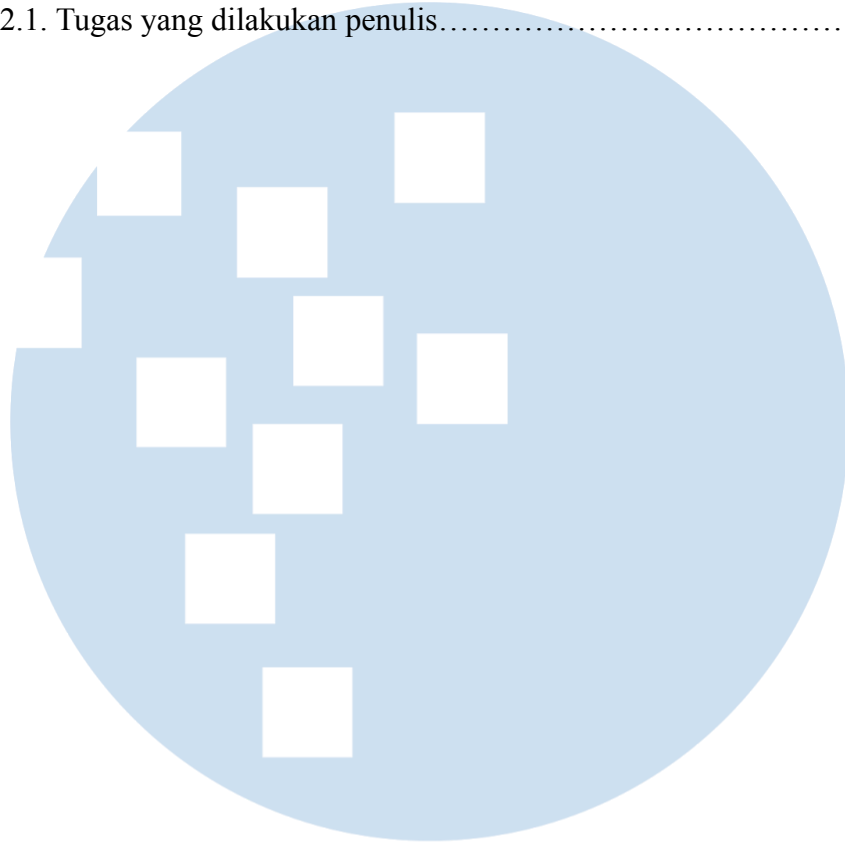 2.1. Tugas yang dilakukan penulis……………………………………